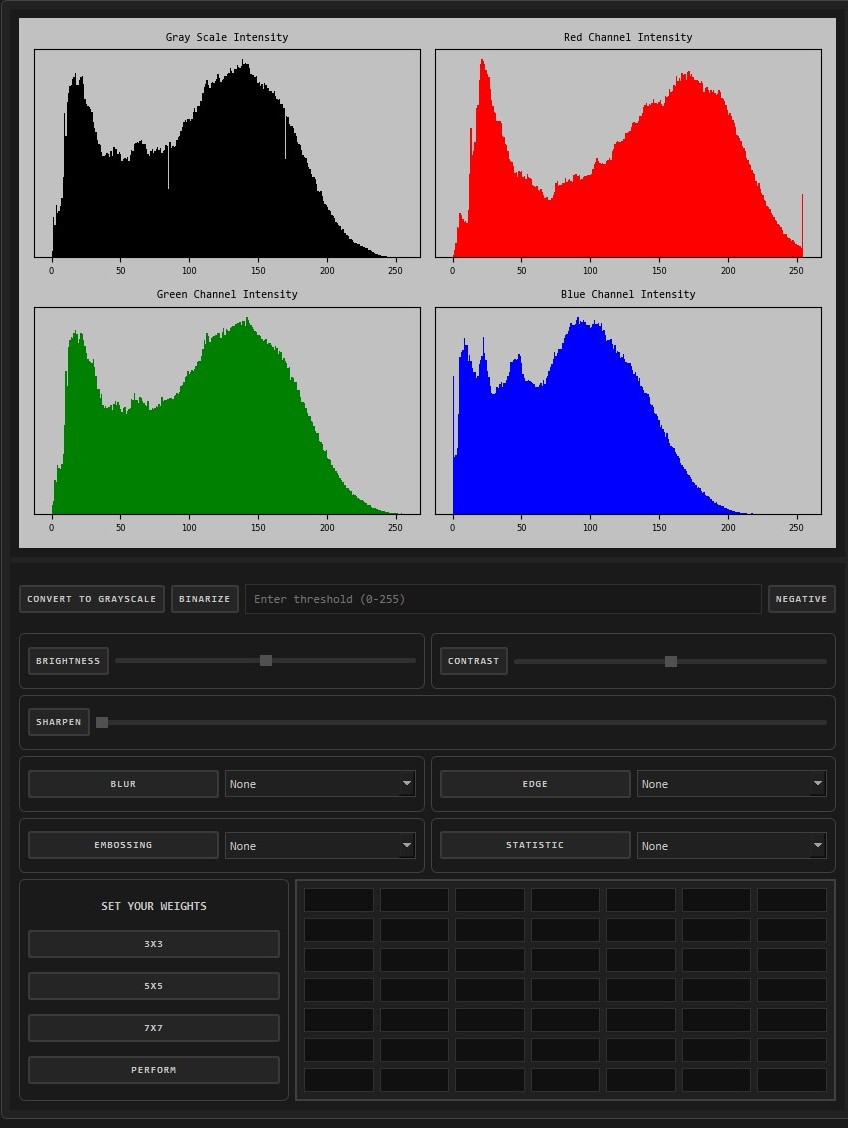 Gray Scale Intensity
Red Channel Intensity
0 50 100 150 200 250
0 50 100 150 200 250
Green Channel Intensity
Blue Channel Intensity
0 50 100 150 200 250
0 50 100 150 200 250
CONVERT TO GRAYSCALE
BINARIZE
Enter threshold (0-255)
NEGATIVE
BRIGHTNESS
CONTRAST
SHARPEN
BLUR
None
EDGE
None
EMBOSSING
None
STATISTIC
None
SET YOUR WEIGHTS
3X3
5X5
7X7
PERFORM